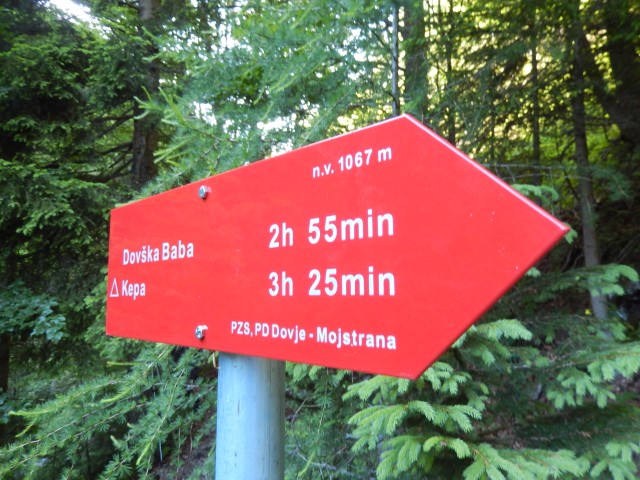 n.v. 1067 m
Dovška Baba 2h 55min
△ Kepa 3h 25min
PZS, PD Dovje - Mojstrana